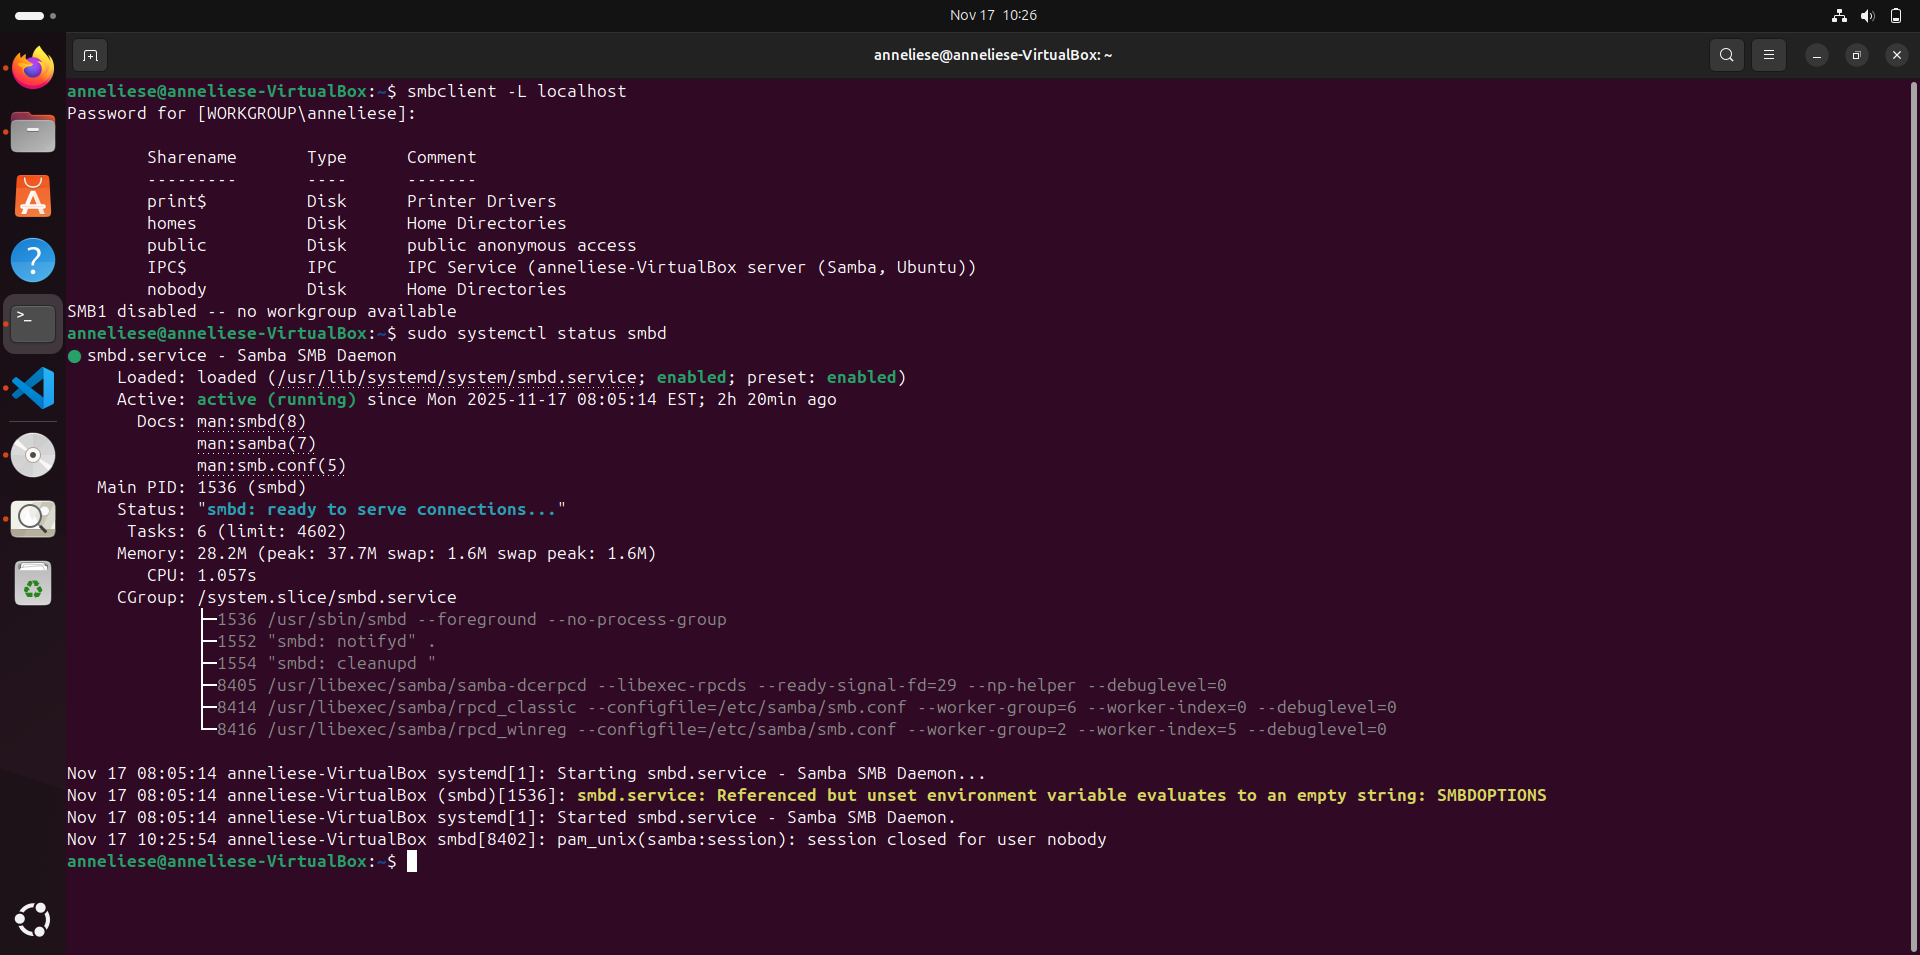 Nov 17  10:26
anneliese@anneliese-VirtualBox: ~
anneliese@anneliese-VirtualBox:~$ smbclient -L localhost
Password for [WORKGROUP\anneliese]:
Sharename       Type      Comment
---------       ----      -------
print$          Disk      Printer Drivers
homes           Disk      Home Directories
public          Disk      public anonymous access
IPC$            IPC       IPC Service (anneliese-VirtualBox server (Samba, Ubuntu))
nobody          Disk      Home Directories
SMB1 disabled -- no workgroup available
anneliese@anneliese-VirtualBox:~$ sudo systemctl status smbd
● smbd.service - Samba SMB Daemon
Loaded: loaded (/usr/lib/systemd/system/smbd.service; enabled; preset: enabled)
Active: active (running) since Mon 2025-11-17 08:05:14 EST; 2h 20min ago
Docs: man:smbd(8)
man:samba(7)
man:smb.conf(5)
Main PID: 1536 (smbd)
Status: "smbd: ready to serve connections..."
Tasks: 6 (limit: 4602)
Memory: 28.2M (peak: 37.7M swap: 1.6M swap peak: 1.6M)
CPU: 1.057s
CGroup: /system.slice/smbd.service
├─1536 /usr/sbin/smbd --foreground --no-process-group
├─1552 "smbd: notifyd" .
├─1554 "smbd: cleanupd "
├─8405 /usr/libexec/samba/samba-dcerpcd --libexec-rpcds --ready-signal-fd=29 --np-helper --debuglevel=0
├─8414 /usr/libexec/samba/rpcd_classic --configfile=/etc/samba/smb.conf --worker-group=6 --worker-index=0 --debuglevel=0
└─8416 /usr/libexec/samba/rpcd_winreg --configfile=/etc/samba/smb.conf --worker-group=2 --worker-index=5 --debuglevel=0
Nov 17 08:05:14 anneliese-VirtualBox systemd[1]: Starting smbd.service - Samba SMB Daemon...
Nov 17 08:05:14 anneliese-VirtualBox (smbd)[1536]: smbd.service: Referenced but unset environment variable evaluates to an empty string: SMBDOPTIONS
Nov 17 08:05:14 anneliese-VirtualBox systemd[1]: Started smbd.service - Samba SMB Daemon.
Nov 17 10:25:54 anneliese-VirtualBox smbd[8402]: pam_unix(samba:session): session closed for user nobody
anneliese@anneliese-VirtualBox:~$